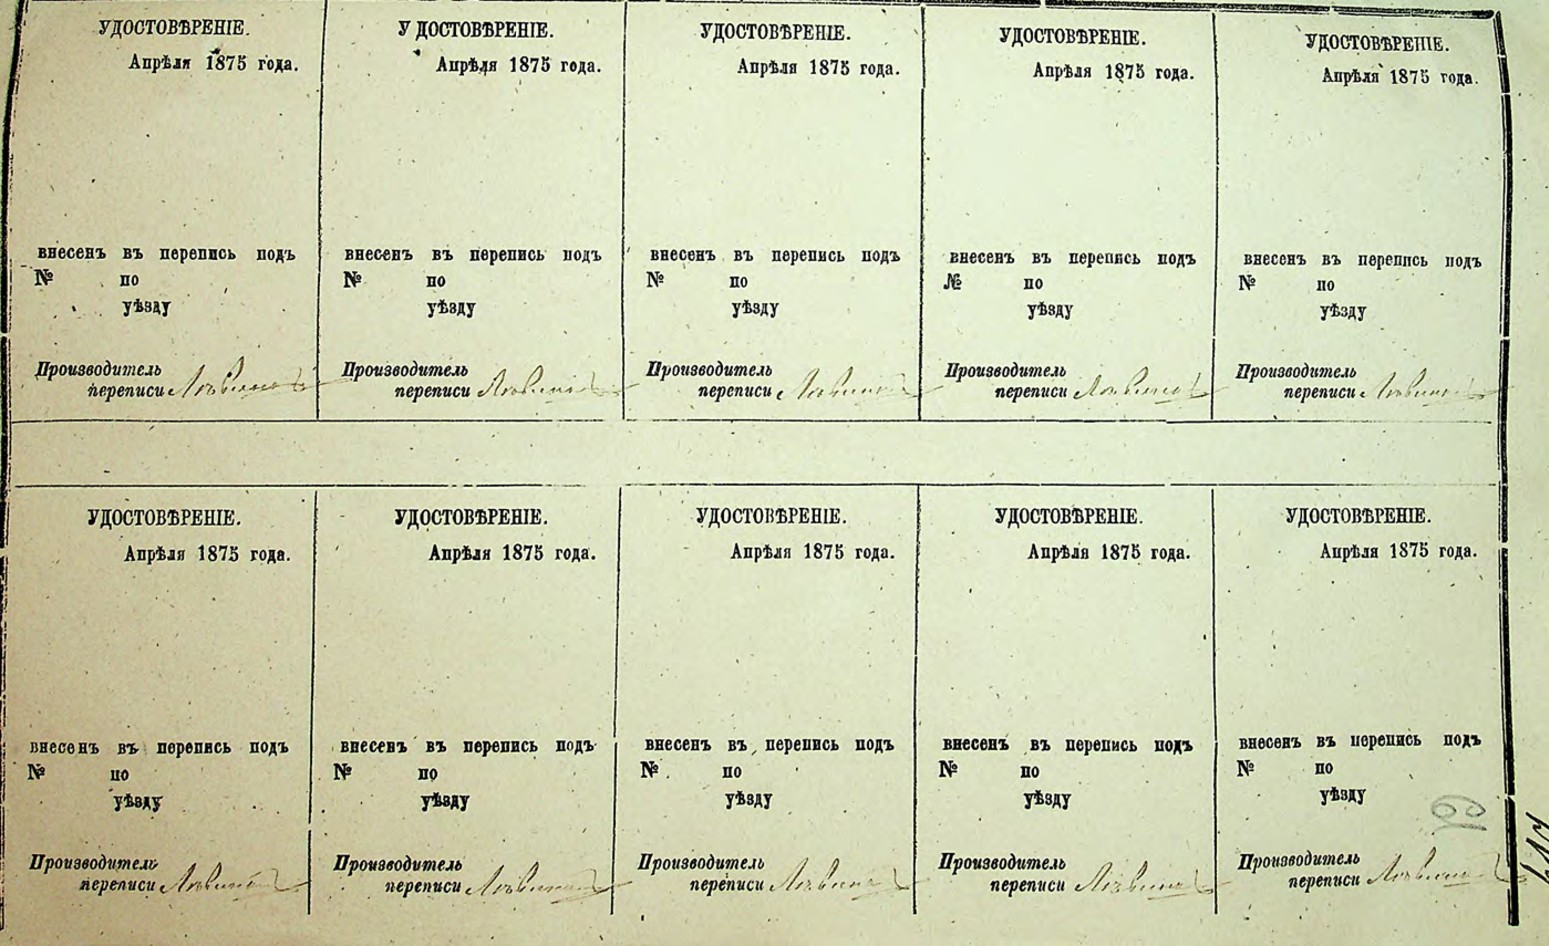 УДОСТОВѢРЕНІЕ.
Апрѣля 1875 года.
внесенъ въ перепись подъ
№ по
уѣзду
Производитель
переписи
УДОСТОВѢРЕНІЕ.
Апрѣля 1875 года.
внесенъ въ перепись подъ
№ по
уѣзду
Производитель
переписи
УДОСТОВѢРЕНІЕ.
Апрѣля 1875 года.
внесенъ въ перепись подъ
№ по
уѣзду
Производитель
переписи
УДОСТОВѢРЕНІЕ.
Апрѣля 1875 года.
внесенъ въ перепись подъ
№ по
уѣзду
Производитель
переписи
УДОСТОВѢРЕНІЕ.
Апрѣля 1875 года.
внесенъ въ перепись подъ
№ по
уѣзду
Производитель
переписи
УДОСТОВѢРЕНІЕ.
Апрѣля 1875 года.
внесенъ въ перепись подъ
№ по
уѣзду
Производитель
переписи
УДОСТОВѢРЕНІЕ.
Апрѣля 1875 года.
внесенъ въ перепись подъ
№ по
уѣзду
Производитель
переписи
УДОСТОВѢРЕНІЕ.
Апрѣля 1875 года.
внесенъ въ перепись подъ
№ по
уѣзду
Производитель
переписи
УДОСТОВѢРЕНІЕ.
Апрѣля 1875 года.
внесенъ въ перепись подъ
№ по
уѣзду
Производитель
переписи
УДОСТОВѢРЕНІЕ.
Апрѣля 1875 года.
внесенъ въ перепись подъ
№ по
уѣзду
Производитель
переписи